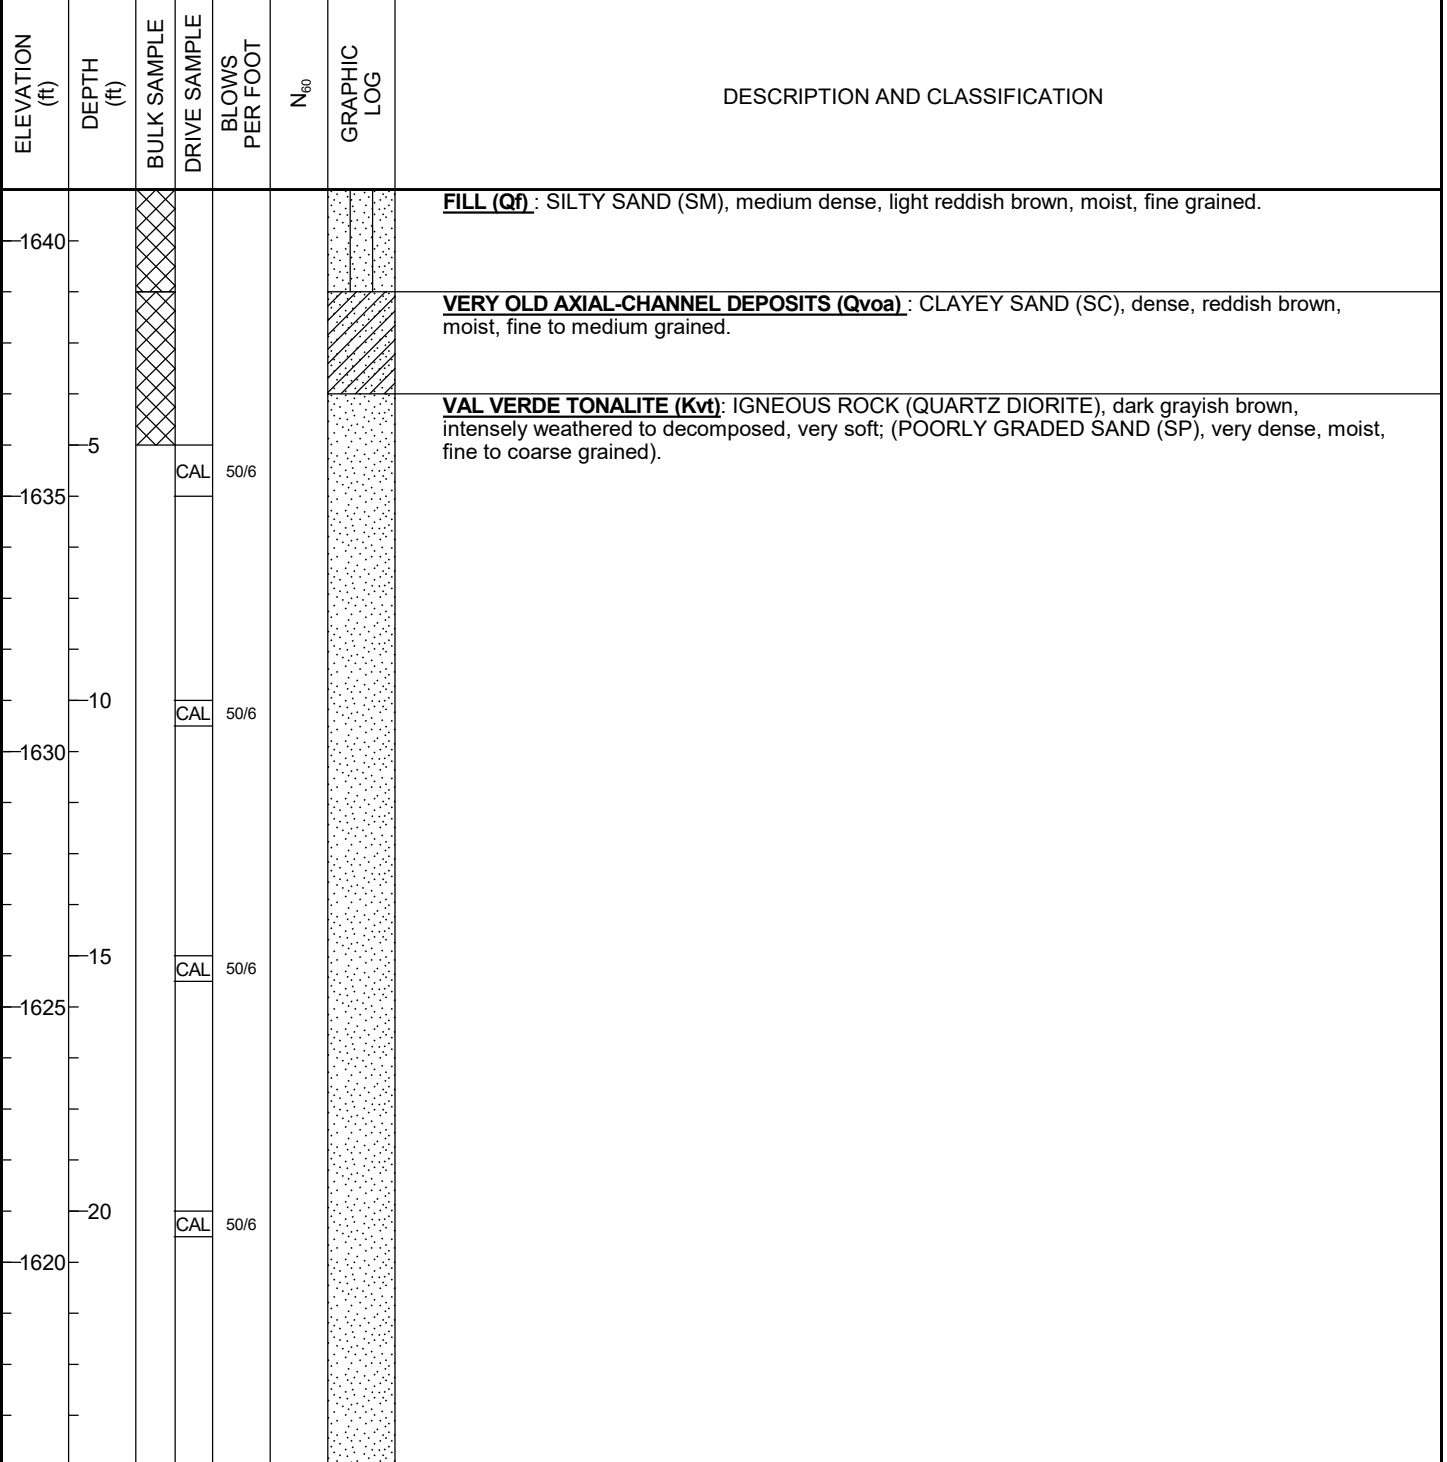 ELEVATION
(ft)
DEPTH
(ft)
BULK SAMPLE
DRIVE SAMPLE
BLOWS
PER FOOT
N60
GRAPHIC
LOG
DESCRIPTION AND CLASSIFICATION
FILL (Qf) : SILTY SAND (SM), medium dense, light reddish brown, moist, fine grained.
1640
VERY OLD AXIAL-CHANNEL DEPOSITS (Qvoa) : CLAYEY SAND (SC), dense, reddish brown,
moist, fine to medium grained.
VAL VERDE TONALITE (Kvt): IGNEOUS ROCK (QUARTZ DIORITE), dark grayish brown,
intensely weathered to decomposed, very soft; (POORLY GRADED SAND (SP), very dense, moist,
fine to coarse grained).
5
CAL 50/6
1635
10
CAL 50/6
1630
15
CAL 50/6
1625
20
CAL 50/6
1620